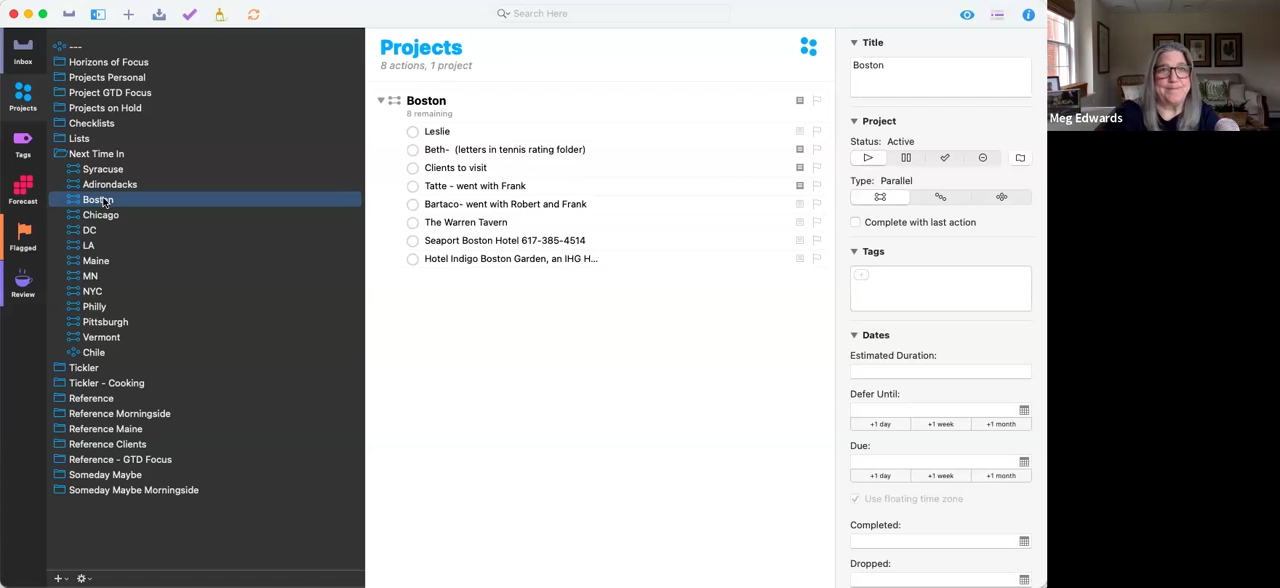 Search Here
Inbox
Projects
Tags
Forecast
Flagged
Review
---
Horizons of Focus
Projects Personal
Project GTD Focus
Projects on Hold
Checklists
Lists
Next Time In
Syracuse
Adirondacks
Boston
Chicago
DC
LA
Maine
MN
NYC
Philly
Pittsburgh
Vermont
Chile
Tickler
Tickler - Cooking
Reference
Reference Morningside
Reference Maine
Reference Clients
Reference - GTD Focus
Someday Maybe
Someday Maybe Morningside
Projects
8 actions, 1 project
Boston
8 remaining
Leslie
Beth- (letters in tennis rating folder)
Clients to visit
Tatte - went with Frank
Bartaco- went with Robert and Frank
The Warren Tavern
Seaport Boston Hotel 617-385-4514
Hotel Indigo Boston Garden, an IHG H...
Title
Boston
Project
Status: Active
Type: Parallel
Complete with last action
Tags
Dates
Estimated Duration:
Defer Until:
+1 day +1 week +1 month
Due:
+1 day +1 week +1 month
Use floating time zone
Completed:
Dropped:
Meg Edwards